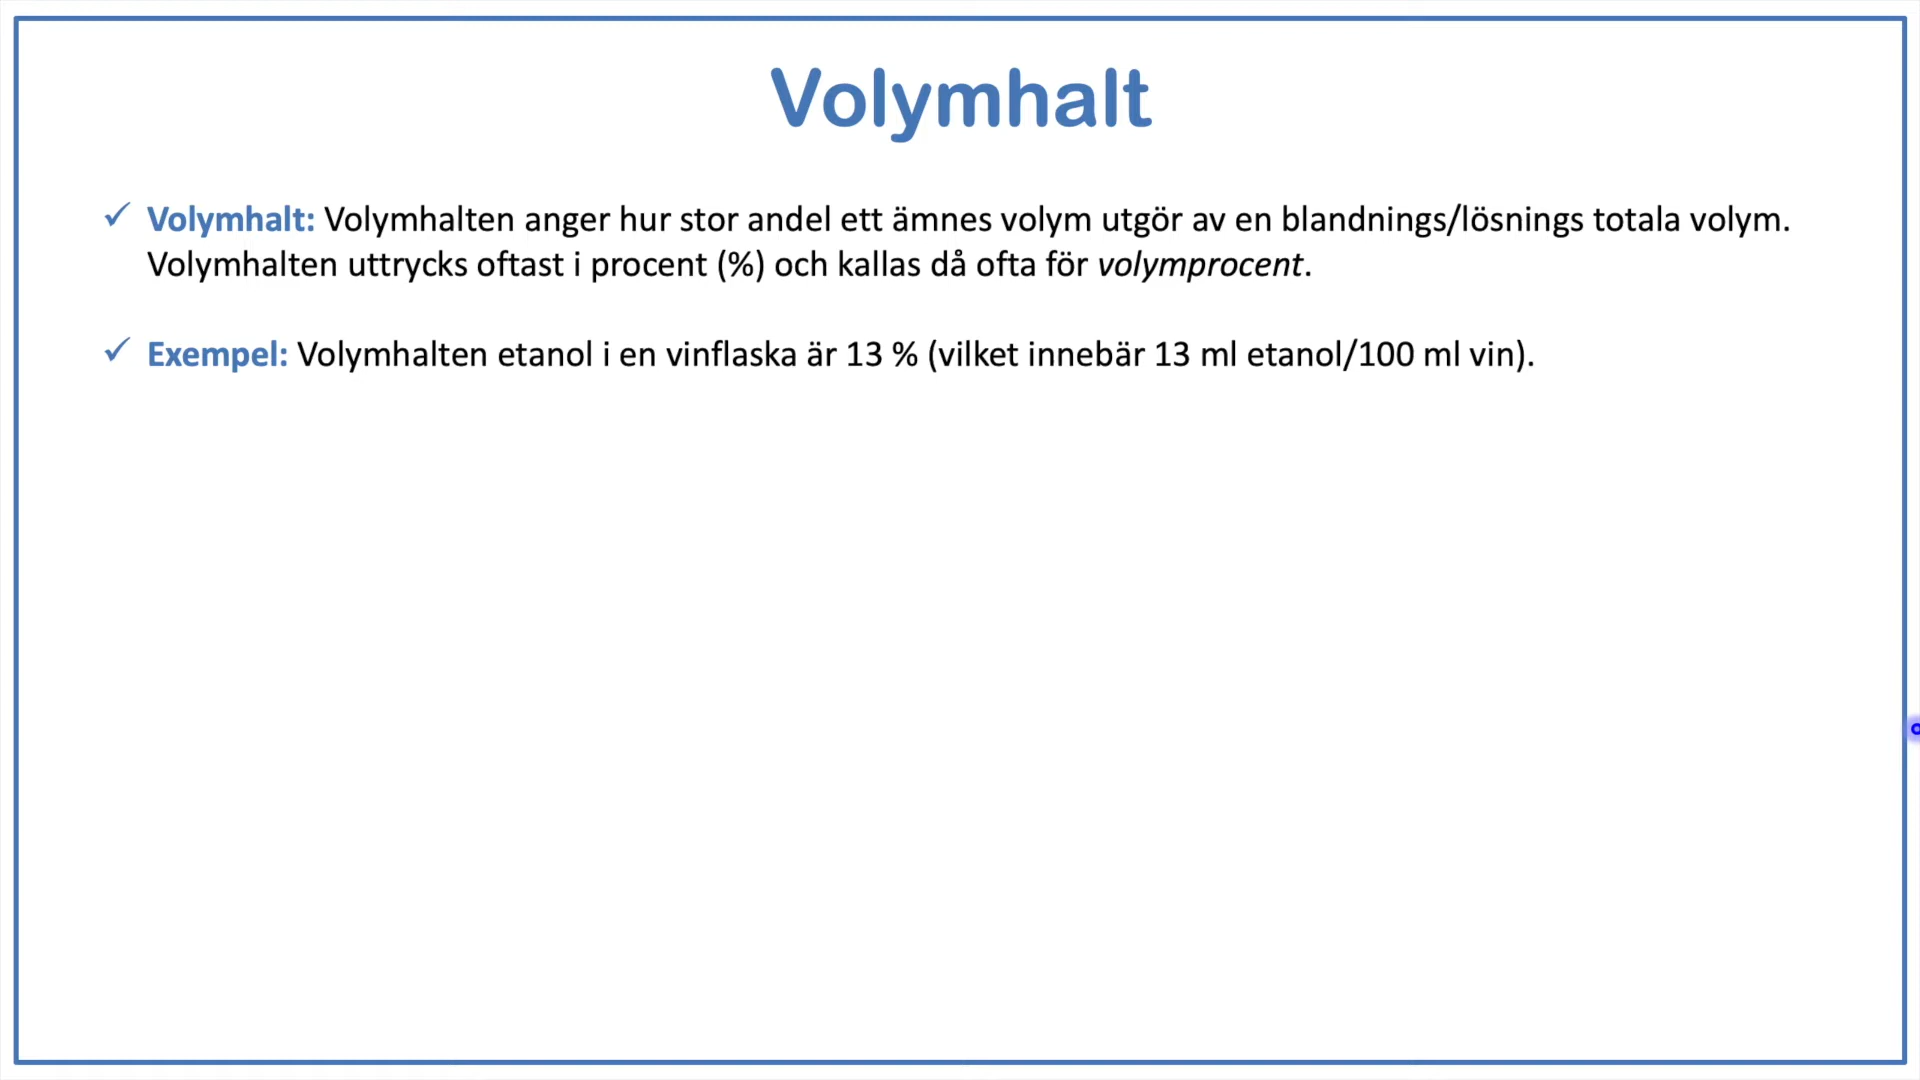 Volymhalt
✓ Volymhalt: Volymhalten anger hur stor andel ett ämnes volym utgör av en blandnings/lösnings totala volym.
Volymhalten uttrycks oftast i procent (%) och kallas då ofta för volymprocent.
✓ Exempel: Volymhalten etanol i en vinflaska är 13 % (vilket innebär 13 ml etanol/100 ml vin).